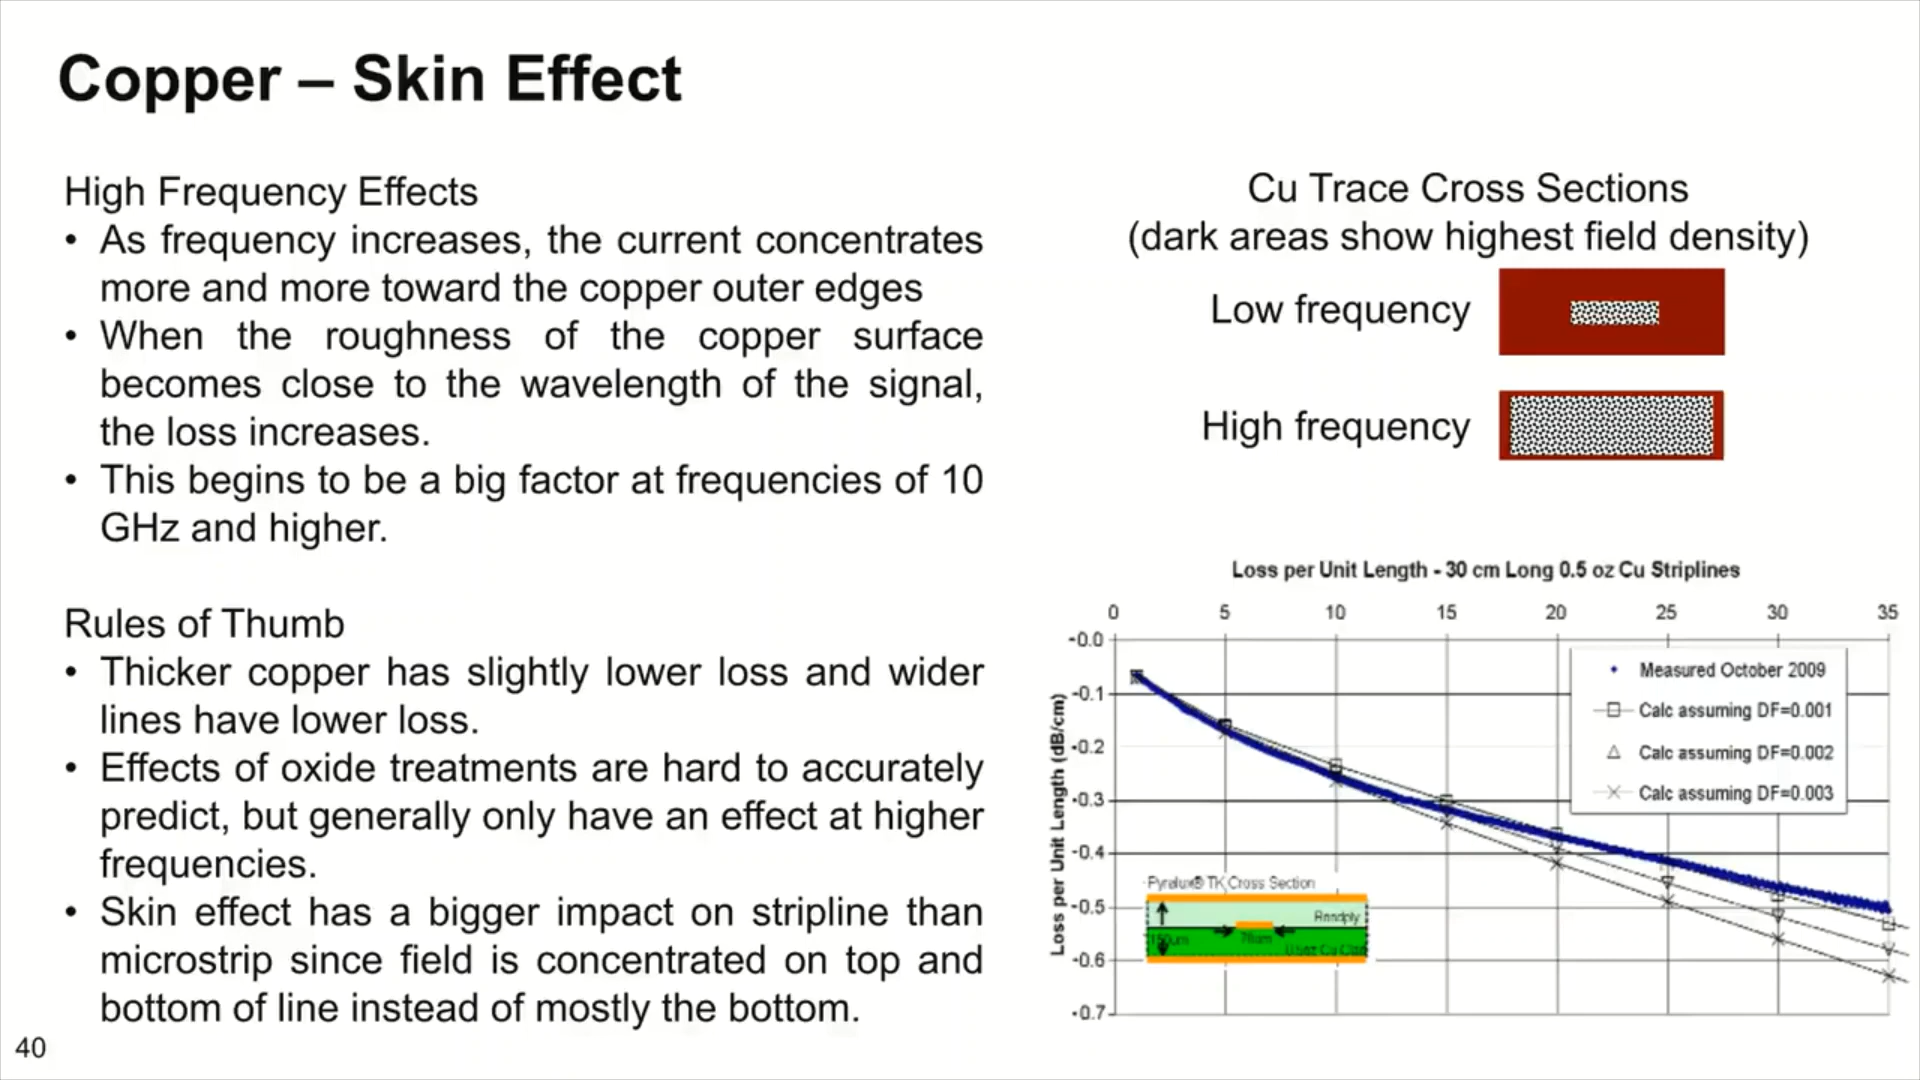 Copper – Skin Effect
High Frequency Effects
• As frequency increases, the current concentrates
more and more toward the copper outer edges
• When the roughness of the copper surface
becomes close to the wavelength of the signal,
the loss increases.
• This begins to be a big factor at frequencies of 10
GHz and higher.
Rules of Thumb
• Thicker copper has slightly lower loss and wider
lines have lower loss.
• Effects of oxide treatments are hard to accurately
predict, but generally only have an effect at higher
frequencies.
• Skin effect has a bigger impact on stripline than
microstrip since field is concentrated on top and
bottom of line instead of mostly the bottom.
40
Cu Trace Cross Sections
(dark areas show highest field density)
Low frequency
High frequency
Loss per Unit Length - 30 cm Long 0.5 oz Cu Striplines
0 5 10 15 20 25 30 35
-0.0
-0.1
-0.2
-0.3
-0.4
-0.5
-0.6
-0.7
Loss per Unit Length (dB/cm)
Measured October 2009
Calc assuming DF=0.001
Calc assuming DF=0.002
Calc assuming DF=0.003
Pyralux® TK Cross Section